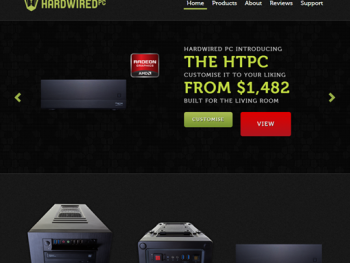 HARDWIRED PC
Home Products About Reviews Support
RADEON
GRAPHICS
AMD
HARDWIRED PC INTRODUCING
THE HTPC
CUSTOMISE IT TO YOUR LIKING
FROM $1,482
BUILT FOR THE LIVING ROOM
CUSTOMISE
VIEW